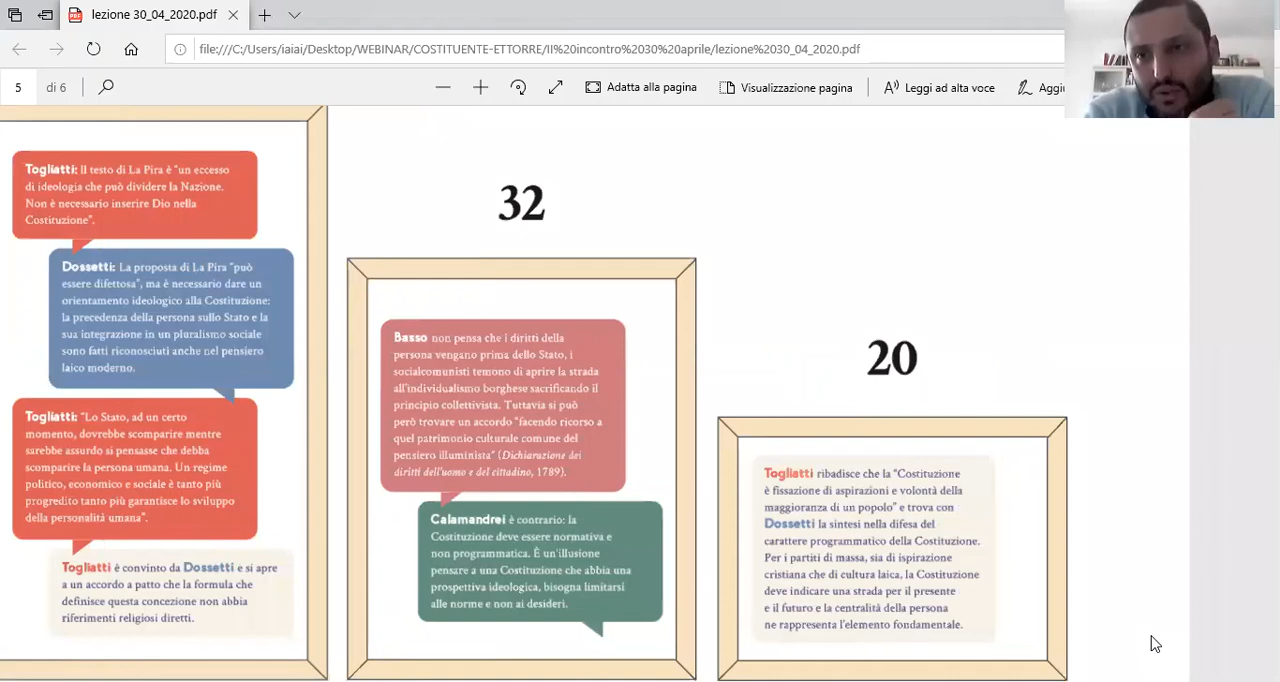 lezione 30_04_2020.pdf
file:///C:/Users/iaiai/Desktop/WEBINAR/COSTITUENTE-ETTORRE/II%20incontro%2030%20aprile/lezione%2030_04_2020.pdf
5 di 6
Adatta alla pagina
Visualizzazione pagina
Leggi ad alta voce
Aggiu
Togliatti: Il testo di La Pira è "un eccesso
di ideologia che può dividere la Nazione.
Non è necessario inserire Dio nella
Costituzione".
Dossetti: La proposta di La Pira "può
essere difettosa", ma è necessario dare un
orientamento ideologico alla Costituzione:
la precedenza della persona sullo Stato e la
sua integrazione in un pluralismo sociale
sono fatti riconosciuti anche nel pensiero
laico moderno.
Togliatti: "Lo Stato, ad un certo
momento, dovrebbe scomparire mentre
sarebbe assurdo si pensasse che debba
scomparire la persona umana. Un regime
politico, economico e sociale è tanto più
progredito tanto più garantisce lo sviluppo
della personalità umana".
Togliatti è convinto da Dossetti e si apre
a un accordo a patto che la formula che
definisce questa concezione non abbia
riferimenti religiosi diretti.
32
Basso non pensa che i diritti della
persona vengano prima dello Stato, i
socialcomunisti temono di aprire la strada
all'individualismo borghese sacrificando il
principio collettivista. Tuttavia si può
però trovare un accordo "facendo ricorso a
quel patrimonio culturale comune del
pensiero illuminista" (Dichiarazione dei
diritti dell'uomo e del cittadino, 1789).
Calamandrei è contrario: la
Costituzione deve essere normativa e
non programmatica. È un'illusione
pensare a una Costituzione che abbia una
prospettiva ideologica, bisogna limitarsi
alle norme e non ai desideri.
20
Togliatti ribadisce che la "Costituzione
è fissazione di aspirazioni e volontà della
maggioranza di un popolo" e trova con
Dossetti la sintesi nella difesa del
carattere programmatico della Costituzione.
Per i partiti di massa, sia di ispirazione
cristiana che di cultura laica, la Costituzione
deve indicare una strada per il presente
e il futuro e la centralità della persona
ne rappresenta l'elemento fondamentale.